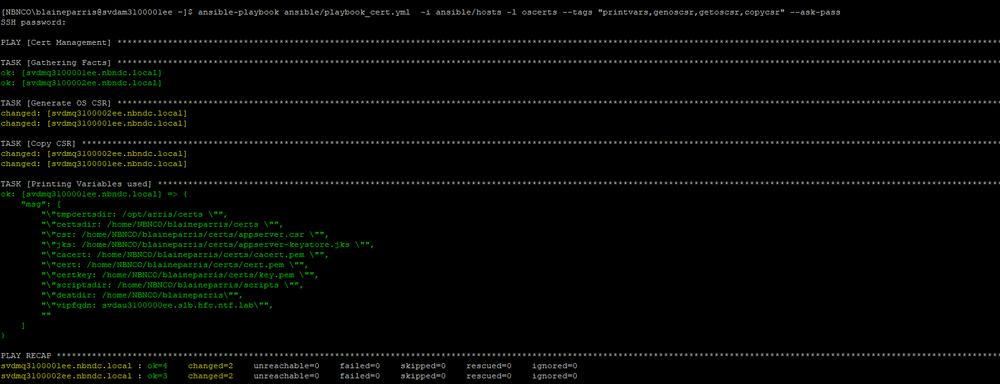 [NBNCO\blaineparris@svdam3100001ee ~]$ ansible-playbook ansible/playbook_cert.yml  -i ansible/hosts -l oscerts --tags "printvars,genoscsr,getoscsr,copycsr" --ask-pass
SSH password:
PLAY [Cert Management] ******************************************************************************************************************************************************************************
TASK [Gathering Facts] ******************************************************************************************************************************************************************************
ok: [svdmq3100001ee.nbndc.local]
ok: [svdmq3100002ee.nbndc.local]
TASK [Generate OS CSR] ******************************************************************************************************************************************************************************
changed: [svdmq3100002ee.nbndc.local]
changed: [svdmq3100001ee.nbndc.local]
TASK [Copy CSR] *************************************************************************************************************************************************************************************
changed: [svdmq3100002ee.nbndc.local]
changed: [svdmq3100001ee.nbndc.local]
TASK [Printing Variables used] **********************************************************************************************************************************************************************
ok: [svdmq3100001ee.nbndc.local] => {
    "msg": [
        "\"tmpcertsdir: /opt/arris/certs \"",
        "\"certsdir: /home/NBNCO/blaineparris/certs \"",
        "\"csr: /home/NBNCO/blaineparris/certs/appserver.csr \"",
        "\"jks: /home/NBNCO/blaineparris/certs/appserver-keystore.jks \"",
        "\"cacert: /home/NBNCO/blaineparris/certs/cacert.pem \"",
        "\"cert: /home/NBNCO/blaineparris/certs/cert.pem \"",
        "\"certkey: /home/NBNCO/blaineparris/certs/key.pem \"",
        "\"scriptsdir: /home/NBNCO/blaineparris/scripts \"",
        "\"destdir: /home/NBNCO/blaineparris\"",
        "\"vipfqdn: svdau3100000ee.slb.hfc.ntf.lab\"",
        ""
    ]
}
PLAY RECAP ******************************************************************************************************************************************************************************************
svdmq3100001ee.nbndc.local : ok=4    changed=2    unreachable=0    failed=0    skipped=0    rescued=0    ignored=0
svdmq3100002ee.nbndc.local : ok=3    changed=2    unreachable=0    failed=0    skipped=0    rescued=0    ignored=0